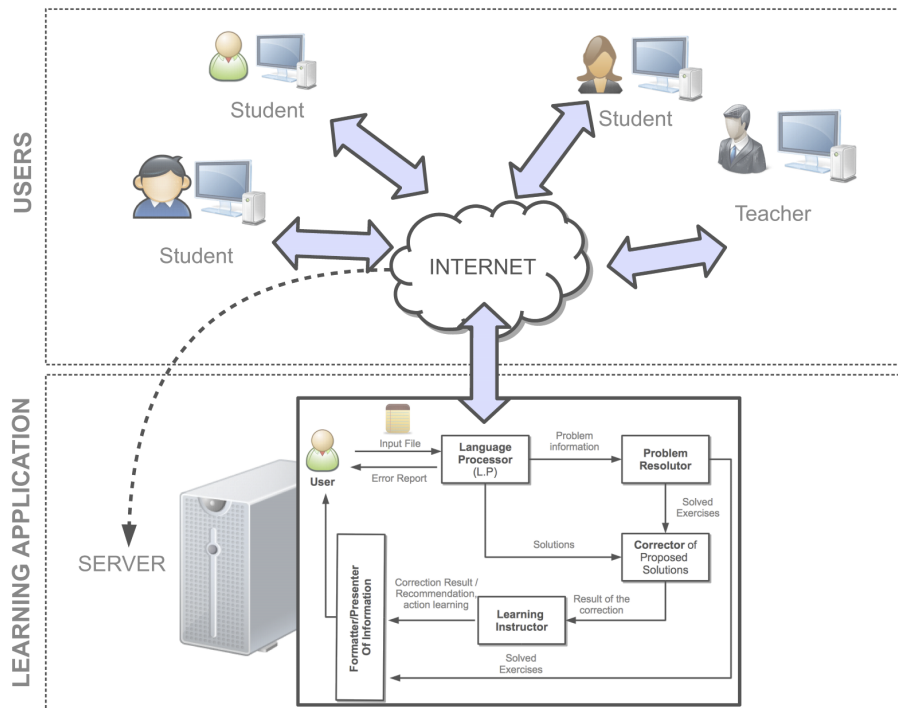 USERS
Student
Student
Student
Teacher
INTERNET
LEARNING APPLICATION
SERVER
User
Input File
Error Report
Language
Processor
(L.P)
Problem
information
Problem
Resolutor
Solved
Exercises
Solutions
Corrector of
Proposed
Solutions
Result of the
correction
Learning
Instructor
Correction Result /
Recommendation,
action learning
Formatter/Presenter
Of Information
Solved
Exercises